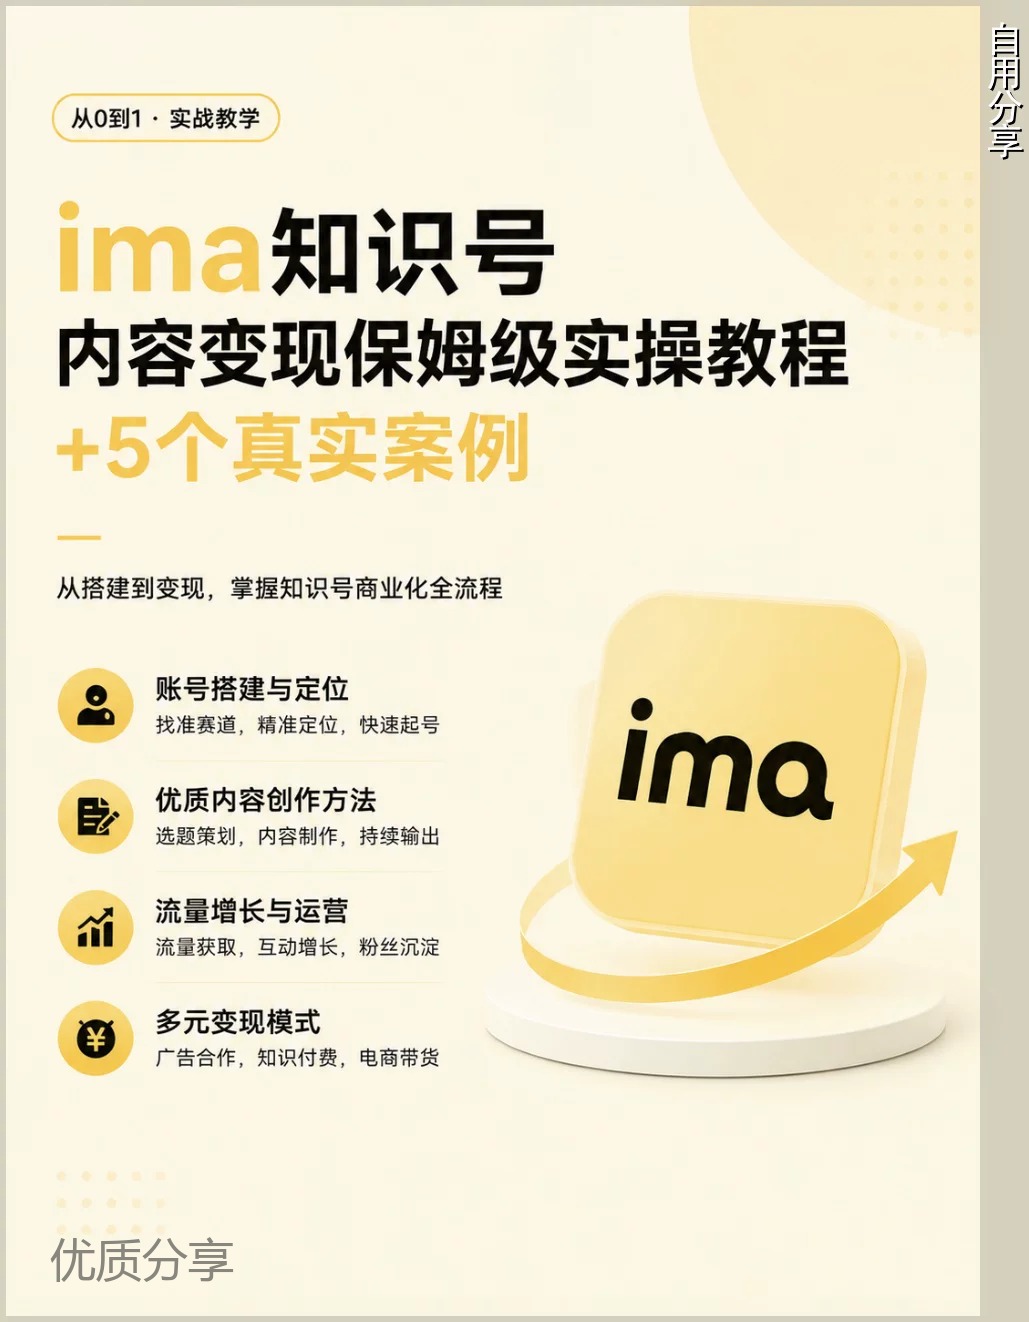 从0到1 · 实战教学
ima知识号
内容变现保姆级实操教程
+5个真实案例
从搭建到变现，掌握知识号商业化全流程
账号搭建与定位
找准赛道，精准定位，快速起号
优质内容创作方法
选题策划，内容制作，持续输出
流量增长与运营
流量获取，互动增长，粉丝沉淀
多元变现模式
广告合作，知识付费，电商带货
ima
优质分享
自用分享